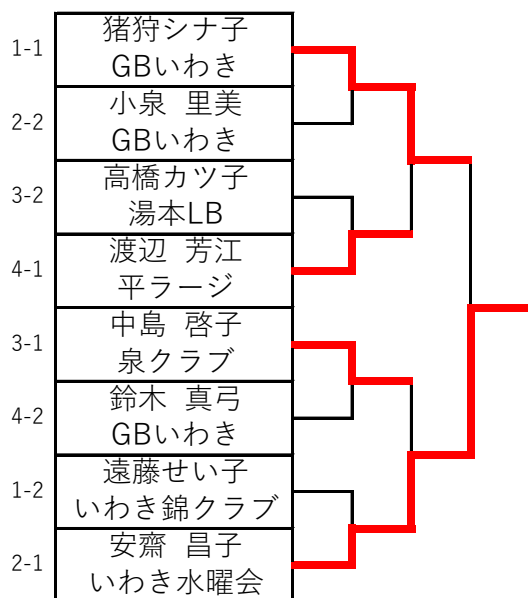 1-1
猪狩シナ子
GBいわき
2-2
小泉 里美
GBいわき
3-2
高橋カツ子
湯本LB
4-1
渡辺 芳江
平ラージ
3-1
中島 啓子
泉クラブ
4-2
鈴木 真弓
GBいわき
1-2
遠藤せい子
いわき錦クラブ
2-1
安齋 昌子
いわき水曜会